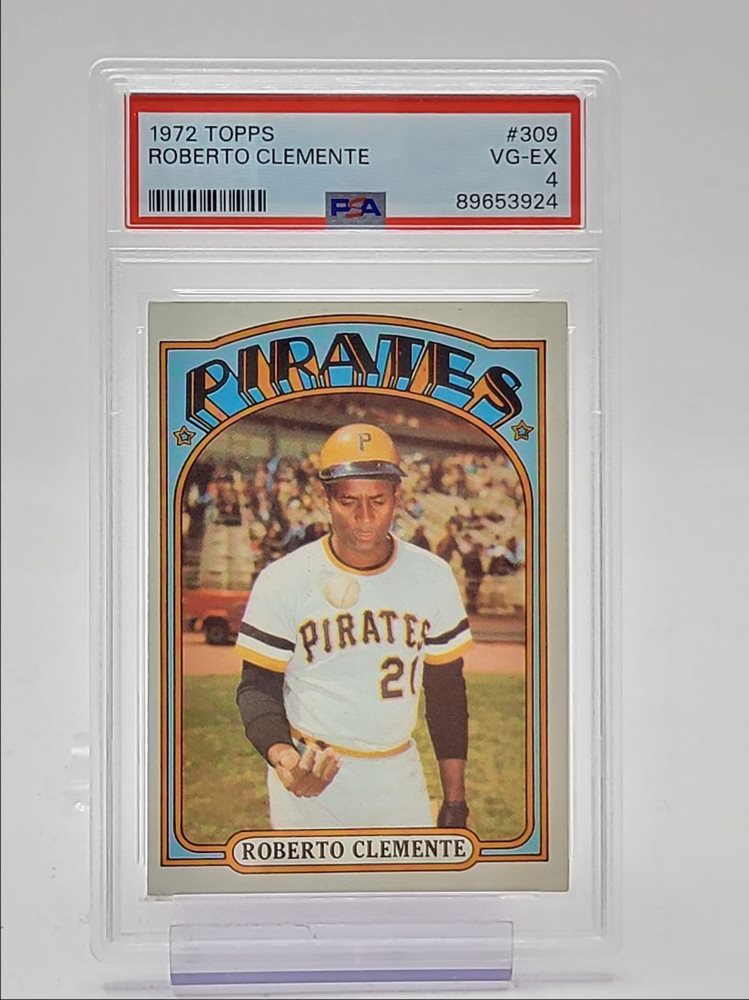 1972 TOPPS #309
ROBERTO CLEMENTE VG-EX
4
PSA 89653924
PIRATES
P
PIRATES
21
ROBERTO CLEMENTE